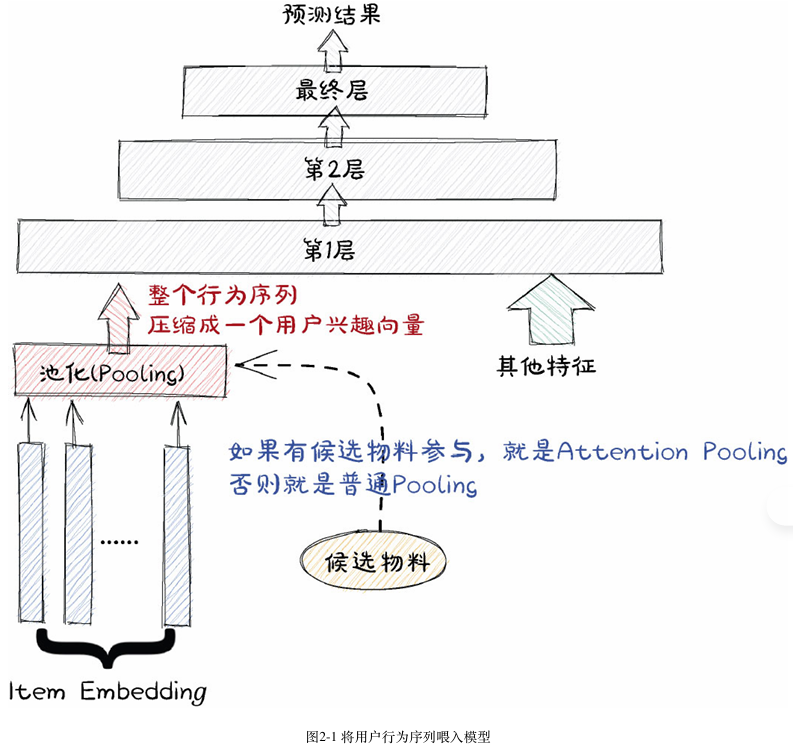 预测结果
最终层
第2层
第1层
整个行为序列
压缩成一个用户兴趣向量
池化(Pooling)
其他特征
如果有候选物料参与，就是Attention Pooling
否则就是普通Pooling
......
候选物料
Item Embedding
图2-1 将用户行为序列喂入模型